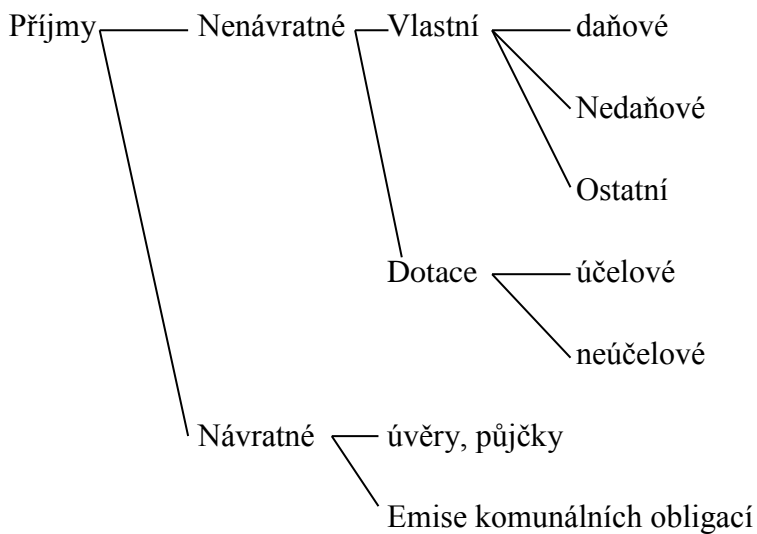 Příjmy Nenávratné Vlastní daňové
Nedaňové
Ostatní
Dotace účelové
neúčelové
Návratné úvěry, půjčky
Emise komunálních obligací